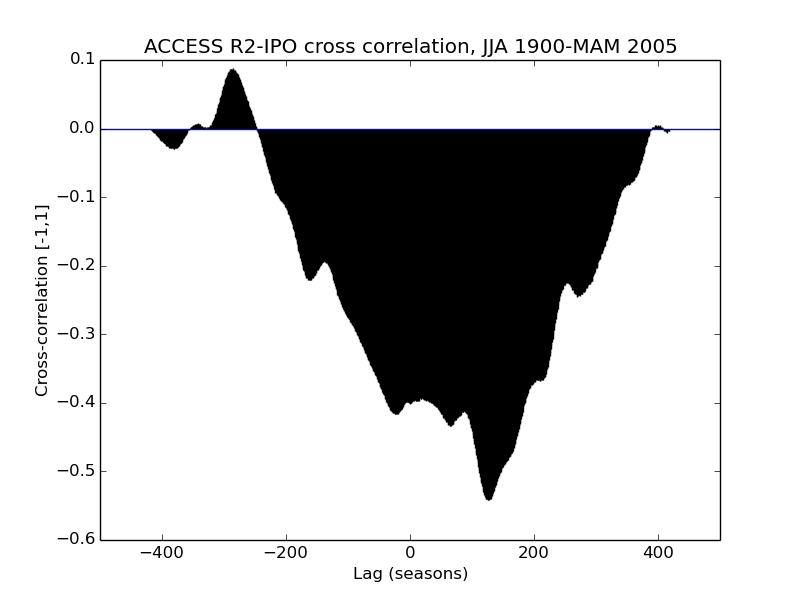 ACCESS R2-IPO cross correlation, JJA 1900-MAM 2005
0.1
0.0
−0.1
−0.2
−0.3
−0.4
−0.5
−0.6
Cross-correlation [-1,1]
−400 −200 0 200 400
Lag (seasons)